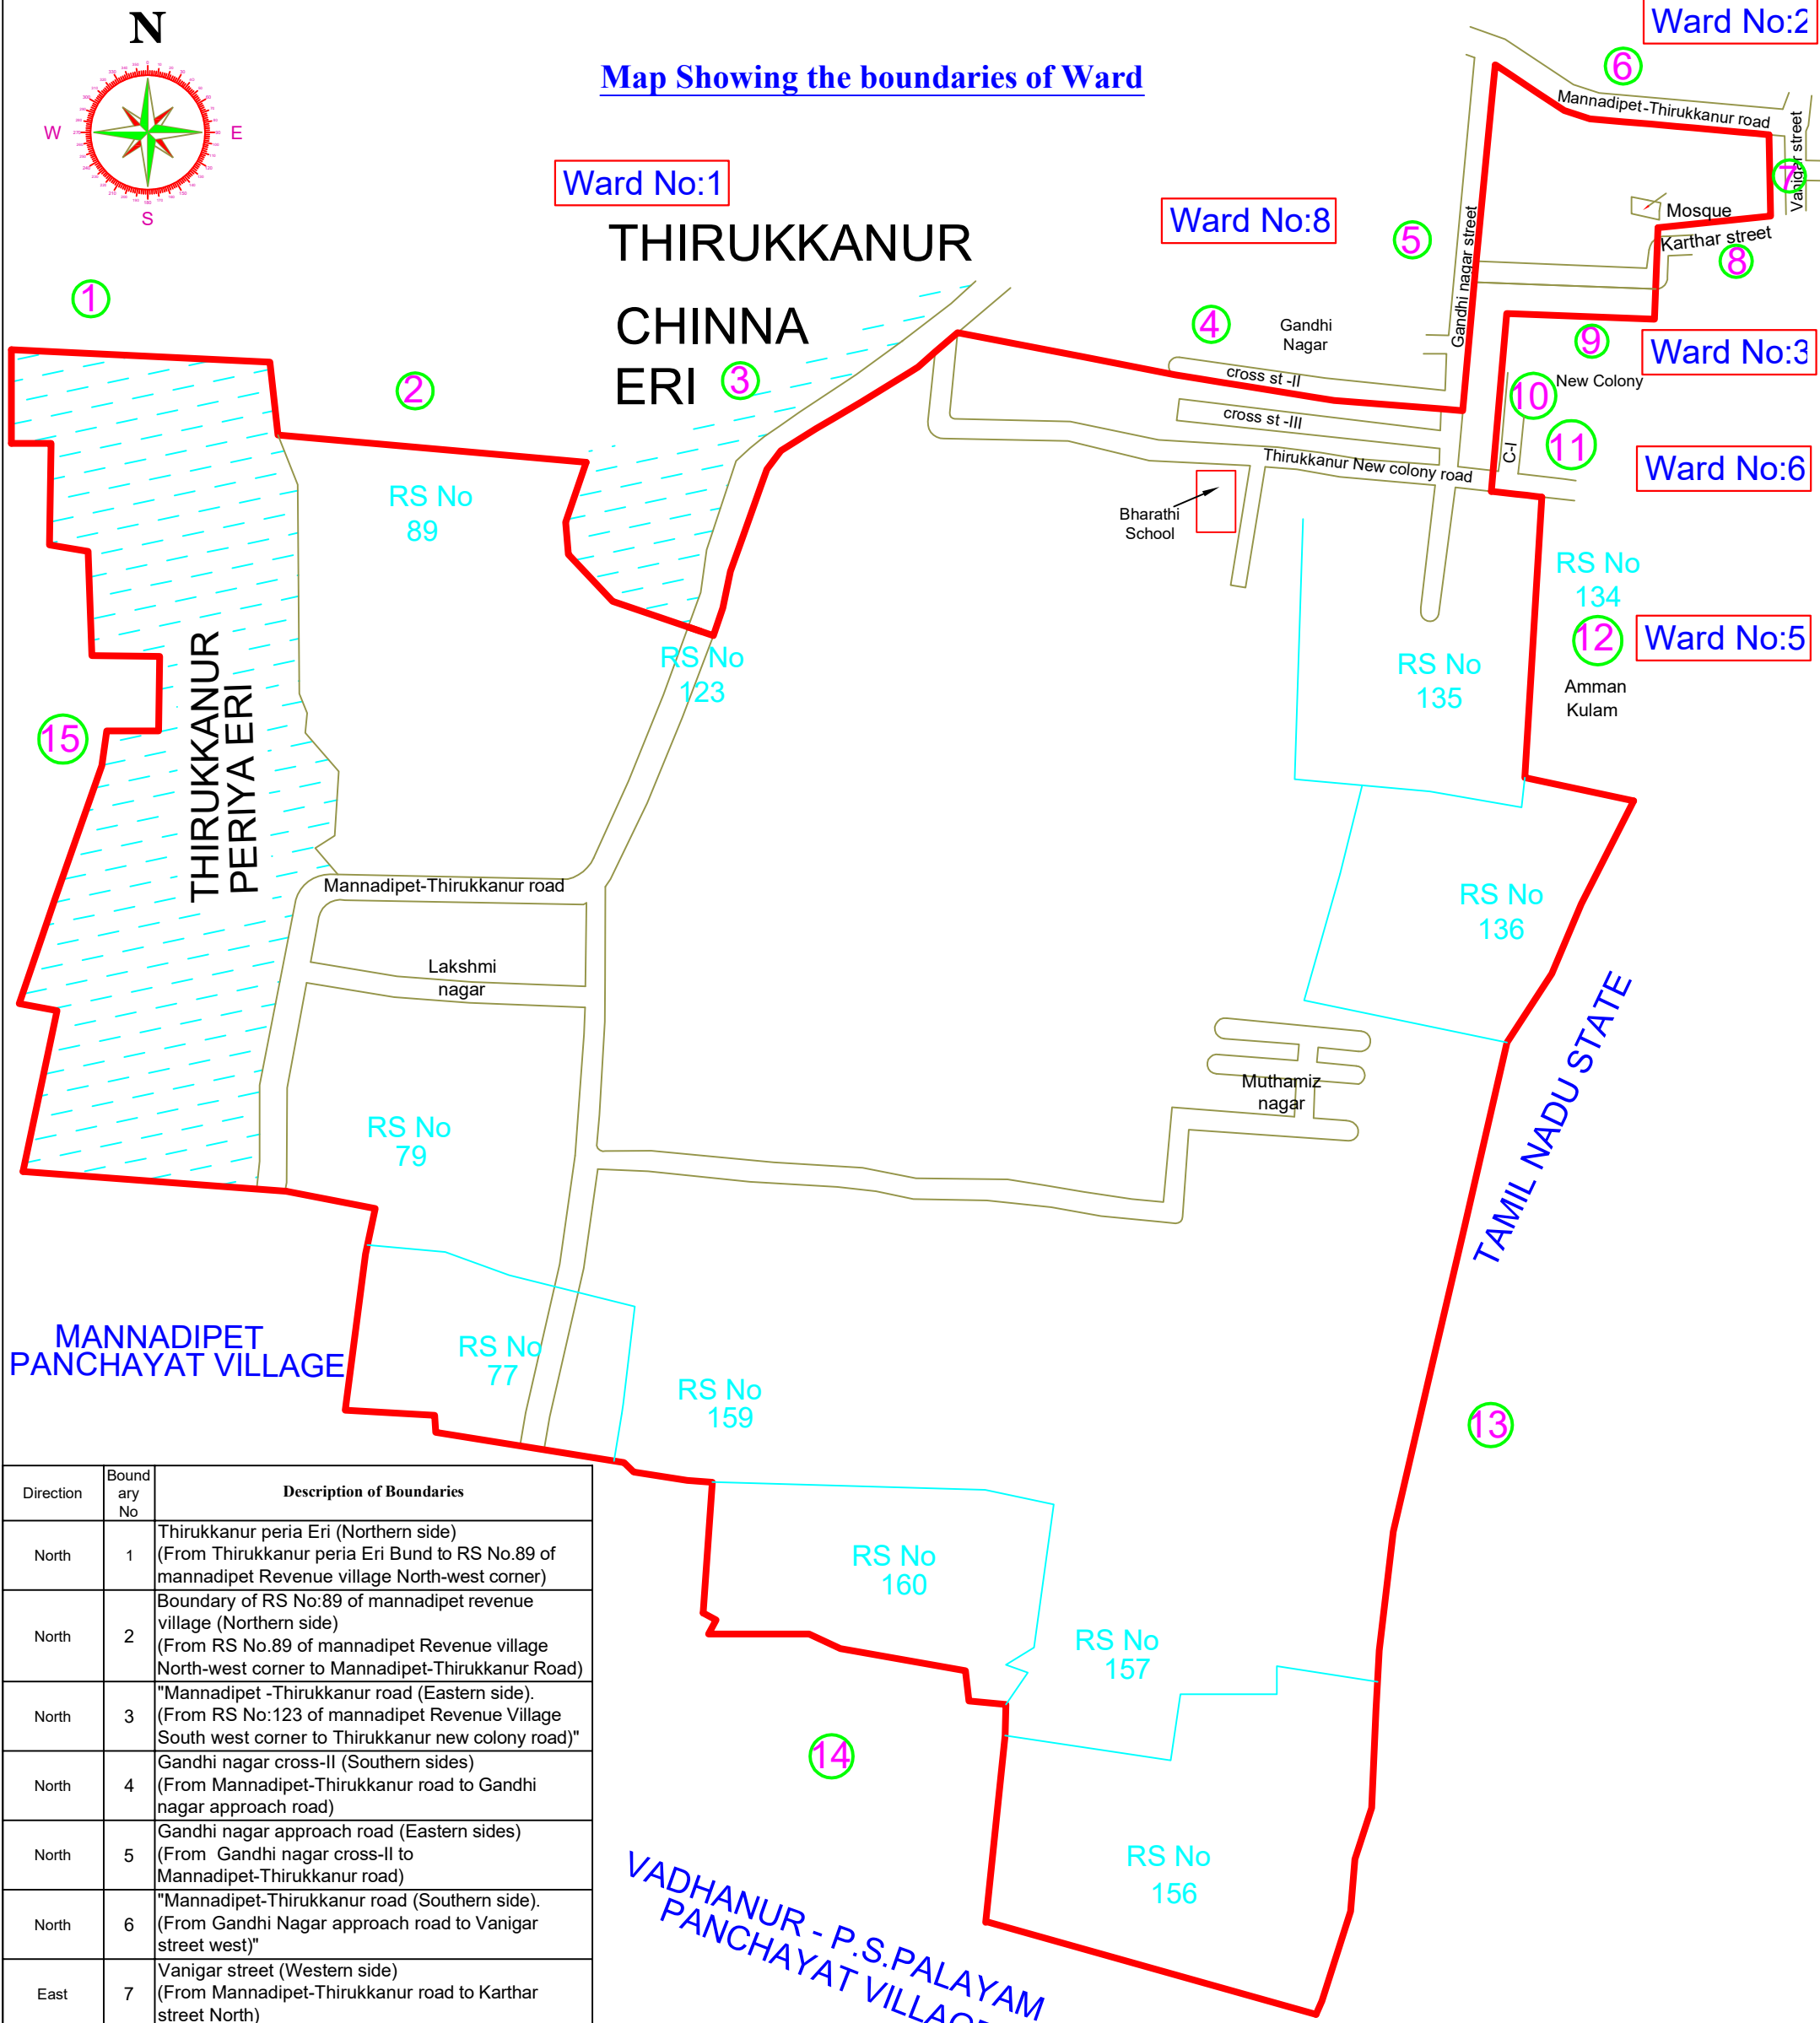 N
W
E
S
Map Showing the boundaries of Ward
Ward No:2
Ward No:1
Ward No:8
THIRUKKANUR
CHINNA
ERI
6
Mannadipet-Thirukkanur road
Vanigar street
7
Mosque
Karthar street
8
5
Gandhi nagar street
1
2
3
4
Gandhi
Nagar
cross st -II
cross st -III
Thirukkanur New colony road
9
Ward No:3
New Colony
10
11
C-I
Ward No:6
Bharathi
School
RS No
89
RS No
134
12
Ward No:5
Amman
Kulam
RS No
123
RS No
135
15
THIRUKKANUR
PERIYA ERI
Mannadipet-Thirukkanur road
RS No
136
Lakshmi
nagar
Muthamiz
nagar
TAMIL NADU STATE
RS No
79
MANNADIPET
PANCHAYAT VILLAGE
RS No
77
RS No
159
13
RS No
160
RS No
157
14
RS No
156
VADHANUR - P.S.PALAYAM
PANCHAYAT VILLAGE
Direction
Bound
ary
No
Description of Boundaries
North
1
Thirukkanur peria Eri (Northern side)
(From Thirukkanur peria Eri Bund to RS No.89 of
mannadipet Revenue village North-west corner)
North
2
Boundary of RS No:89 of mannadipet revenue
village (Northern side)
(From RS No.89 of mannadipet Revenue village
North-west corner to Mannadipet-Thirukkanur Road)
North
3
"Mannadipet -Thirukkanur road (Eastern side).
(From RS No:123 of mannadipet Revenue Village
South west corner to Thirukkanur new colony road)"
North
4
Gandhi nagar cross-II (Southern sides)
(From Mannadipet-Thirukkanur road to Gandhi
nagar approach road)
North
5
Gandhi nagar approach road (Eastern sides)
(From Gandhi nagar cross-II to
Mannadipet-Thirukkanur road)
North
6
"Mannadipet-Thirukkanur road (Southern side).
(From Gandhi Nagar approach road to Vanigar
street west)"
East
7
Vanigar street (Western side)
(From Mannadipet-Thirukkanur road to Karthar
street North)